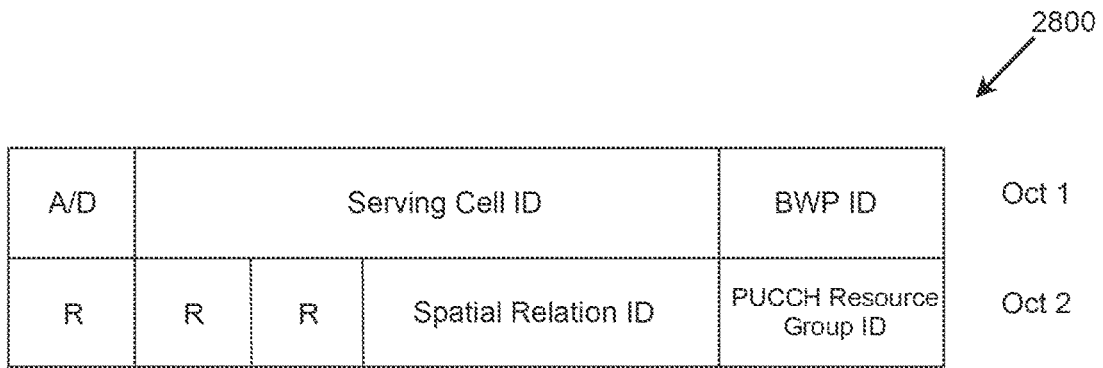 2800
A/D Serving Cell ID BWP ID Oct 1
R R R Spatial Relation ID PUCCH Resource Group ID Oct 2